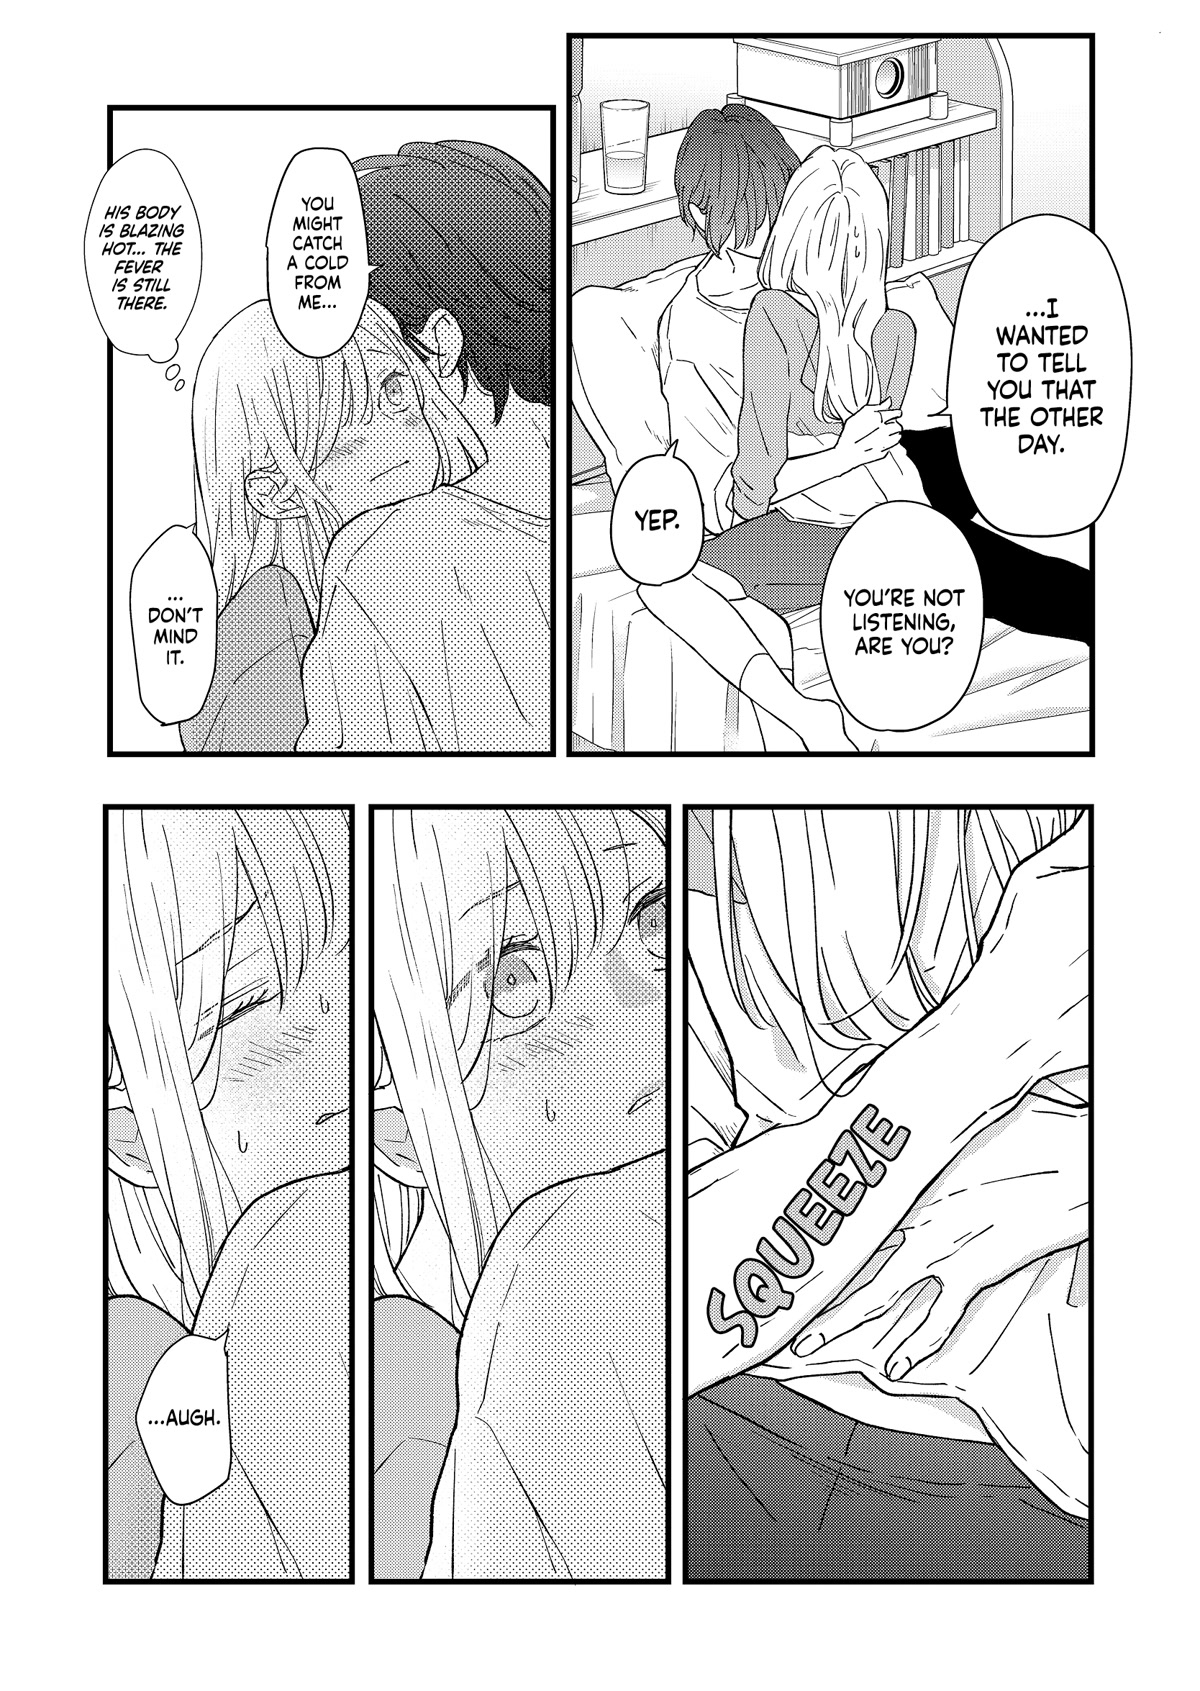 ...I
WANTED
TO TELL
YOU THAT
THE OTHER
DAY.
YEP.
YOU'RE NOT
LISTENING,
ARE YOU?
YOU
MIGHT
CATCH
A COLD
FROM
ME...
HIS BODY
IS BLAZING
HOT... THE
FEVER
IS STILL
THERE.
...
DON'T
MIND
IT.
SQUEEZE
...AUGH.